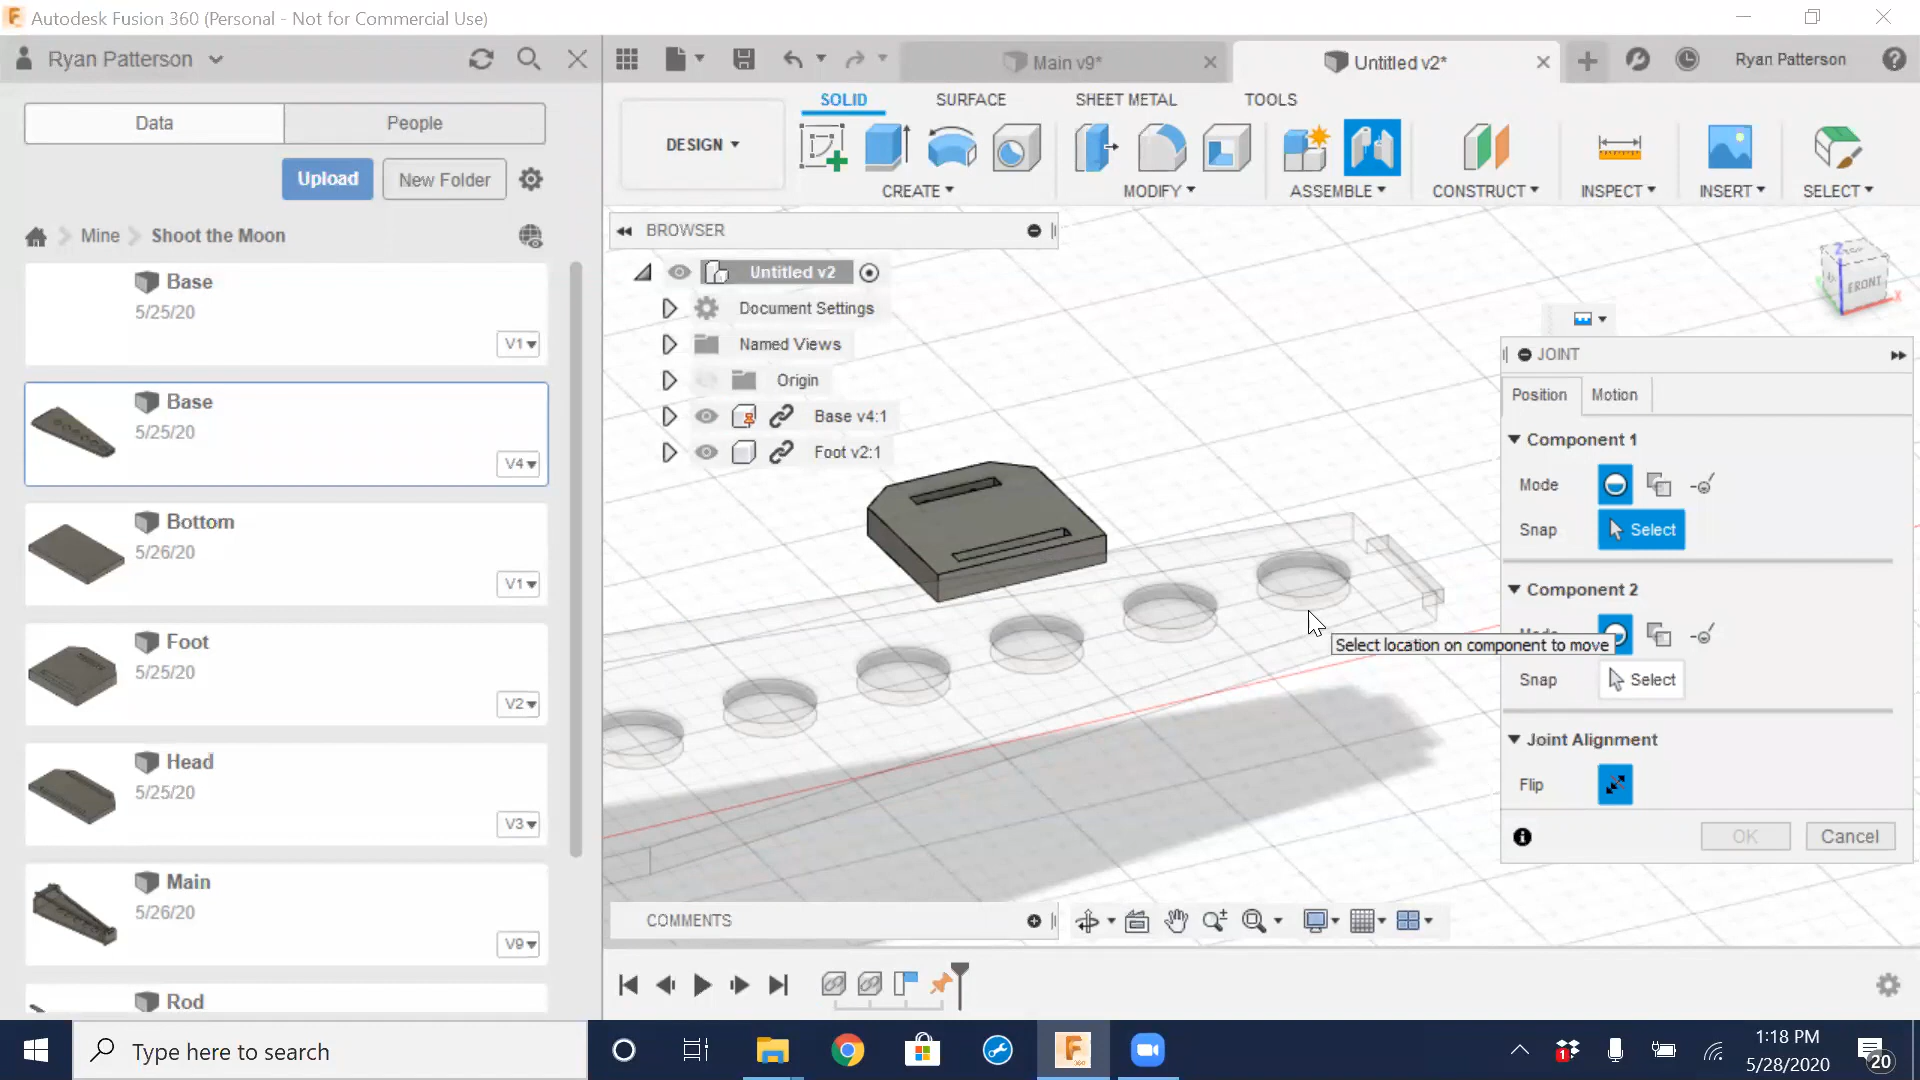 Autodesk Fusion 360 (Personal - Not for Commercial Use)
Ryan Patterson
Main v9*
Untitled v2*
Ryan Patterson
Data
People
Upload
New Folder
Mine
Shoot the Moon
Base
5/25/20
V1
Base
5/25/20
V4
Bottom
5/26/20
V1
Foot
5/25/20
V2
Head
5/25/20
V3
Main
5/26/20
V9
Rod
DESIGN
SOLID
SURFACE
SHEET METAL
TOOLS
CREATE
MODIFY
ASSEMBLE
CONSTRUCT
INSPECT
INSERT
SELECT
BROWSER
Untitled v2
Document Settings
Named Views
Origin
Base v4:1
Foot v2:1
TOP
FRONT
Z
X
JOINT
Position
Motion
Component 1
Mode
Snap
Select
Component 2
Select location on component to move
Snap
Select
Joint Alignment
Flip
OK
Cancel
COMMENTS
Type here to search
1:18 PM
5/28/2020
1
20